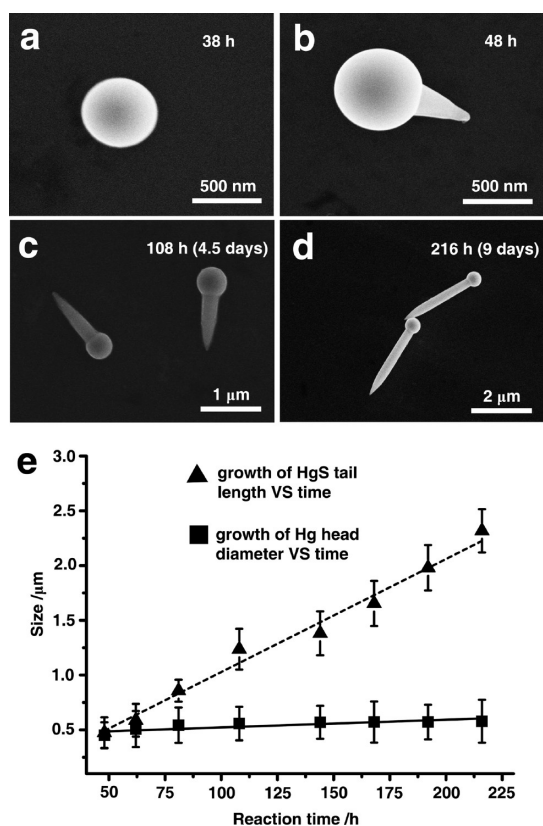 a
38 h
500 nm
b
48 h
500 nm
c
108 h (4.5 days)
1 μm
d
216 h (9 days)
2 μm
e
3.0
2.5
2.0
1.5
1.0
0.5
Size /μm
growth of HgS tail
length VS time
growth of Hg head
diameter VS time
50 75 100 125 150 175 200 225
Reaction time /h